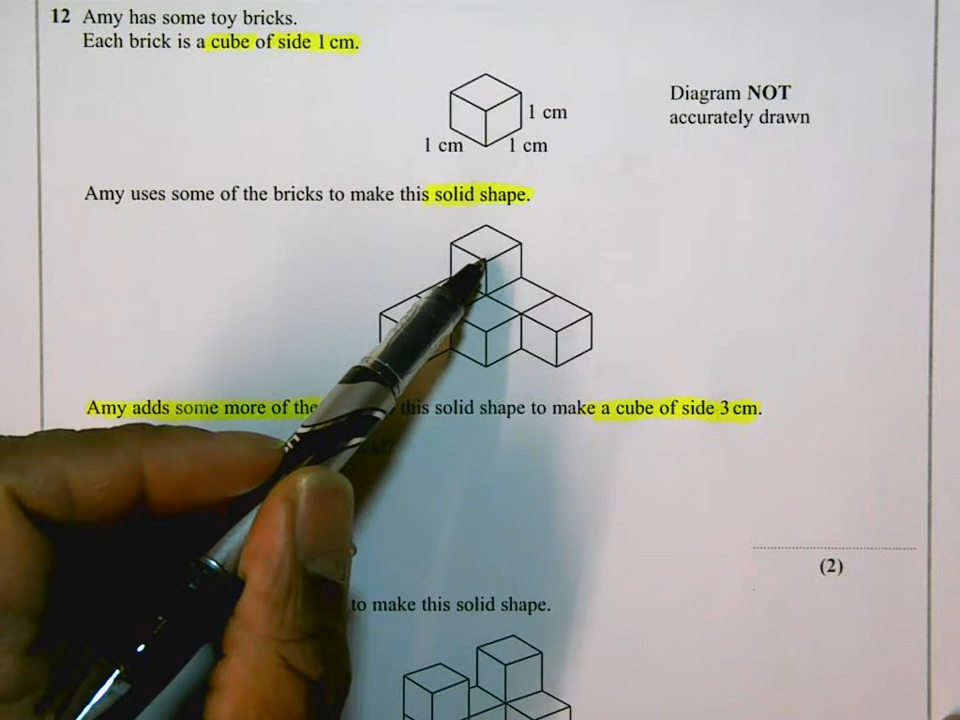 12 Amy has some toy bricks.
Each brick is a cube of side 1 cm.
Diagram NOT
accurately drawn
1 cm
1 cm
1 cm
Amy uses some of the bricks to make this solid shape.
Amy adds some more of the this solid shape to make a cube of side 3 cm.
(2)
to make this solid shape.